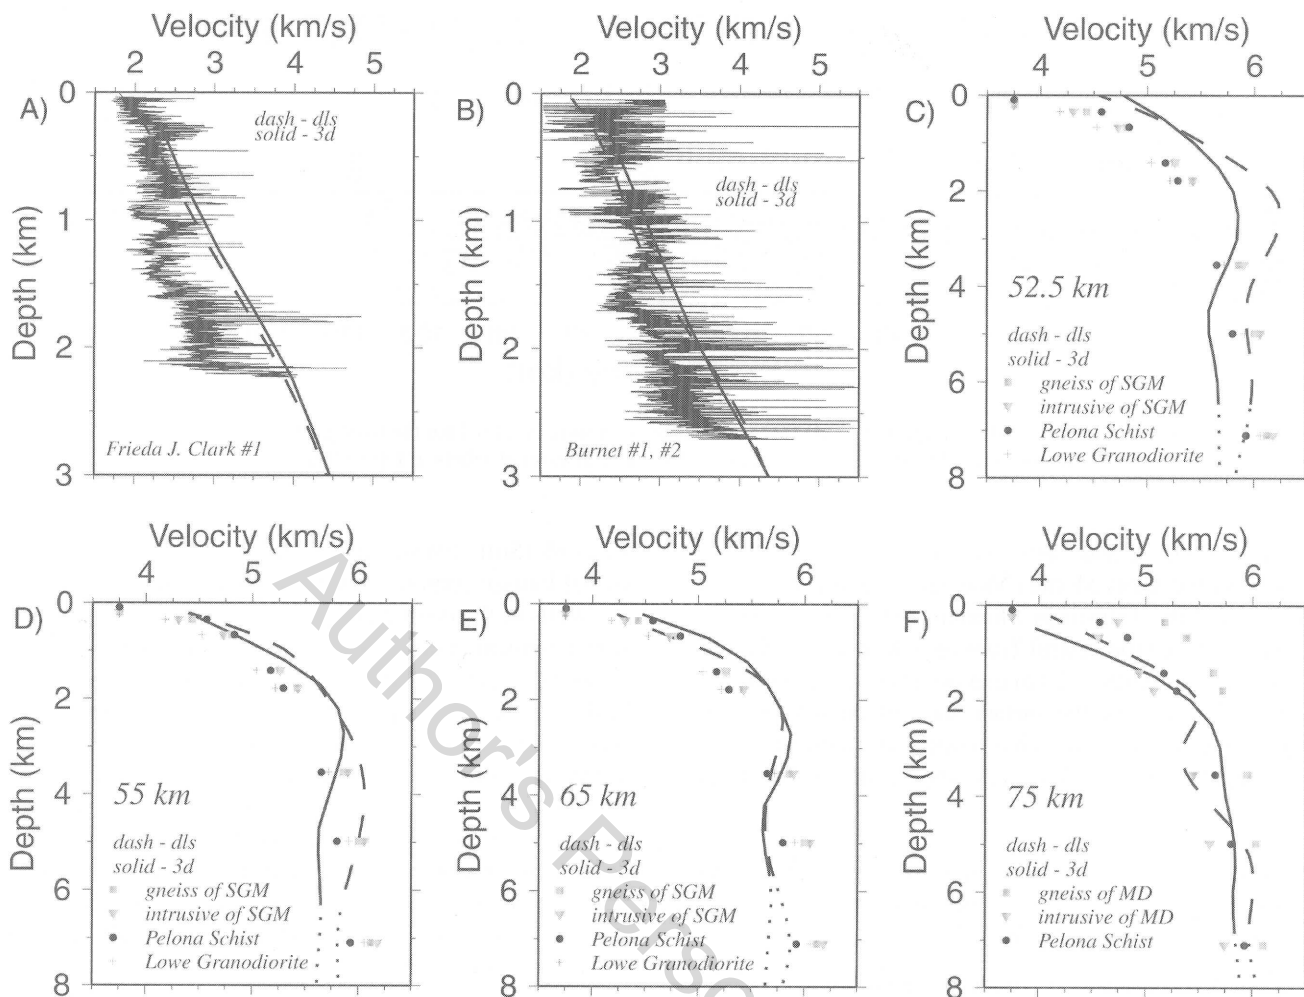 Velocity (km/s)
2 3 4 5
A)
0
1
2
3
Depth (km)
dash - dls
solid - 3d
Frieda J. Clark #1
Velocity (km/s)
2 3 4 5
B)
0
1
2
3
Depth (km)
dash - dls
solid - 3d
Burnet #1, #2
Velocity (km/s)
4 5 6
C)
0
2
4
6
8
Depth (km)
52.5 km
dash - dls
solid - 3d
gneiss of SGM
intrusive of SGM
Pelona Schist
Lowe Granodiorite
Velocity (km/s)
4 5 6
D)
0
2
4
6
8
Depth (km)
55 km
dash - dls
solid - 3d
gneiss of SGM
intrusive of SGM
Pelona Schist
Lowe Granodiorite
Velocity (km/s)
4 5 6
E)
0
2
4
6
8
Depth (km)
65 km
dash - dls
solid - 3d
gneiss of SGM
intrusive of SGM
Pelona Schist
Lowe Granodiorite
Velocity (km/s)
4 5 6
F)
0
2
4
6
8
Depth (km)
75 km
dash - dls
solid - 3d
gneiss of MD
intrusive of MD
Pelona Schist
Author's Perso